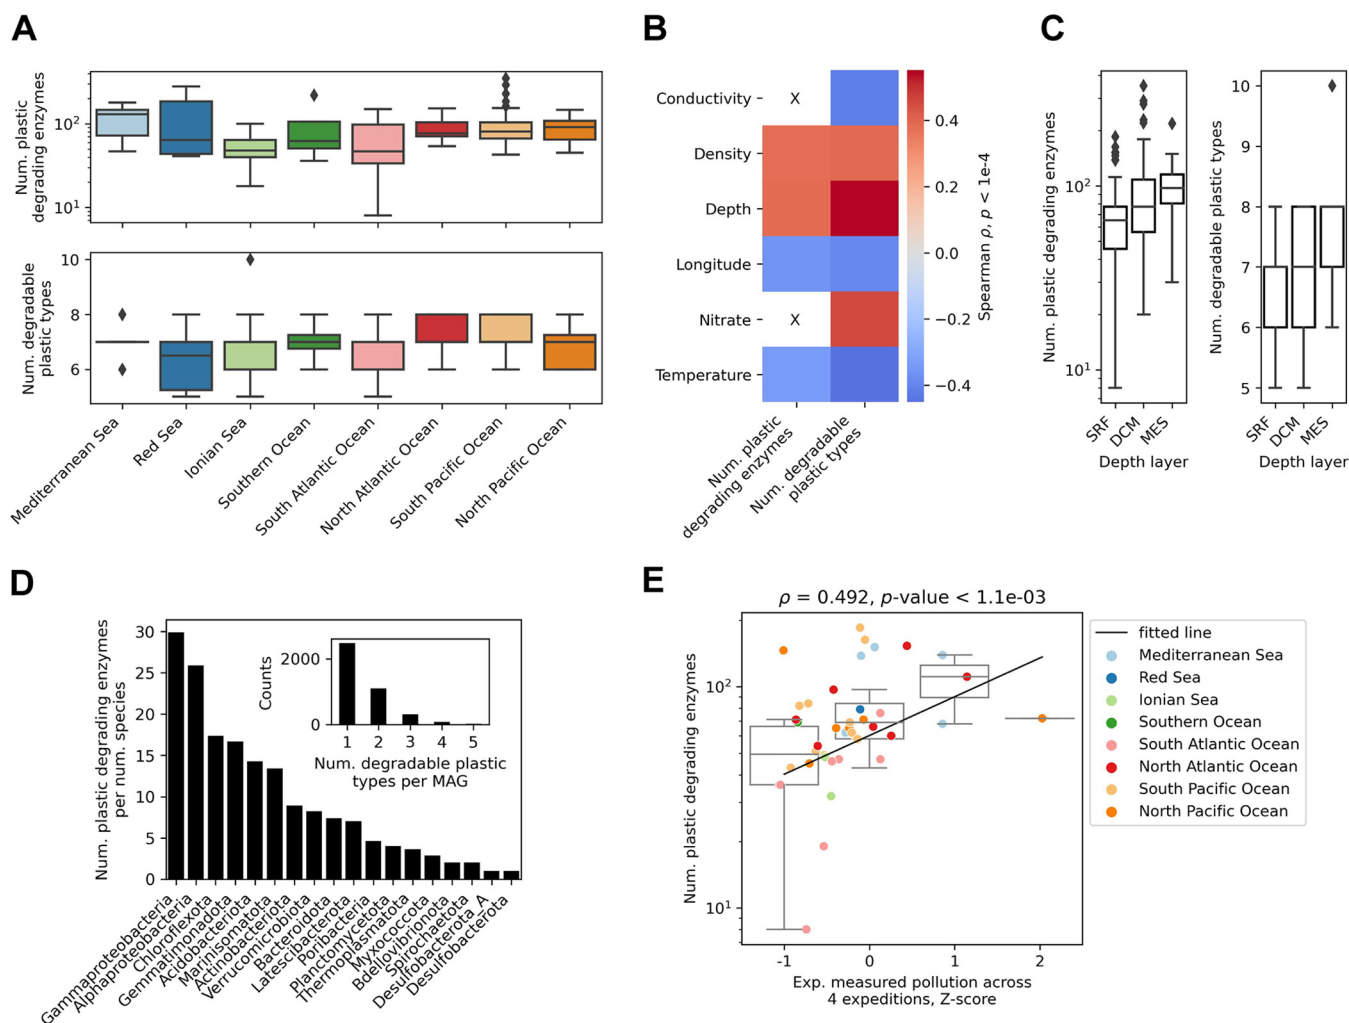 A
Num. plastic
degrading enzymes
10²
10¹
Num. degradable
plastic types
10
8
6
Mediterranean Sea
Red Sea
Ionian Sea
Southern Ocean
South Atlantic Ocean
North Atlantic Ocean
South Pacific Ocean
North Pacific Ocean
B
Conductivity
Density
Depth
Longitude
Nitrate
Temperature
X
X
Num. plastic
degrading enzymes
Num. degradable
plastic types
0.4
0.2
0.0
−0.2
−0.4
Spearman ρ, p < 1e-4
C
Num. plastic degrading enzymes
10²
10¹
SRF
DCM
MES
Depth layer
Num. degradable plastic types
10
9
8
7
6
5
SRF
DCM
MES
Depth layer
D
Num. plastic degrading enzymes
per num. species
30
25
20
15
10
5
0
Counts
2000
0
1 2 3 4 5
Num. degradable plastic
types per MAG
Gammaproteobacteria
Alphaproteobacteria
Chloroflexota
Gemmatimonadota
Acidobacteriota
Marinisomatota
Actinobacteriota
Verrucomicrobiota
Bacteroidota
Latescibacterota
Poribacteria
Planctomycetota
Thermoplasmatota
Myxococcota
Bdellovibrionota
Spirochaetota
Desulfobacterota_A
Desulfobacterota
E
ρ = 0.492, p-value < 1.1e-03
Num. plastic degrading enzymes
10²
10¹
-1 0 1 2
Exp. measured pollution across
4 expeditions, Z-score
fitted line
Mediterranean Sea
Red Sea
Ionian Sea
Southern Ocean
South Atlantic Ocean
North Atlantic Ocean
South Pacific Ocean
North Pacific Ocean